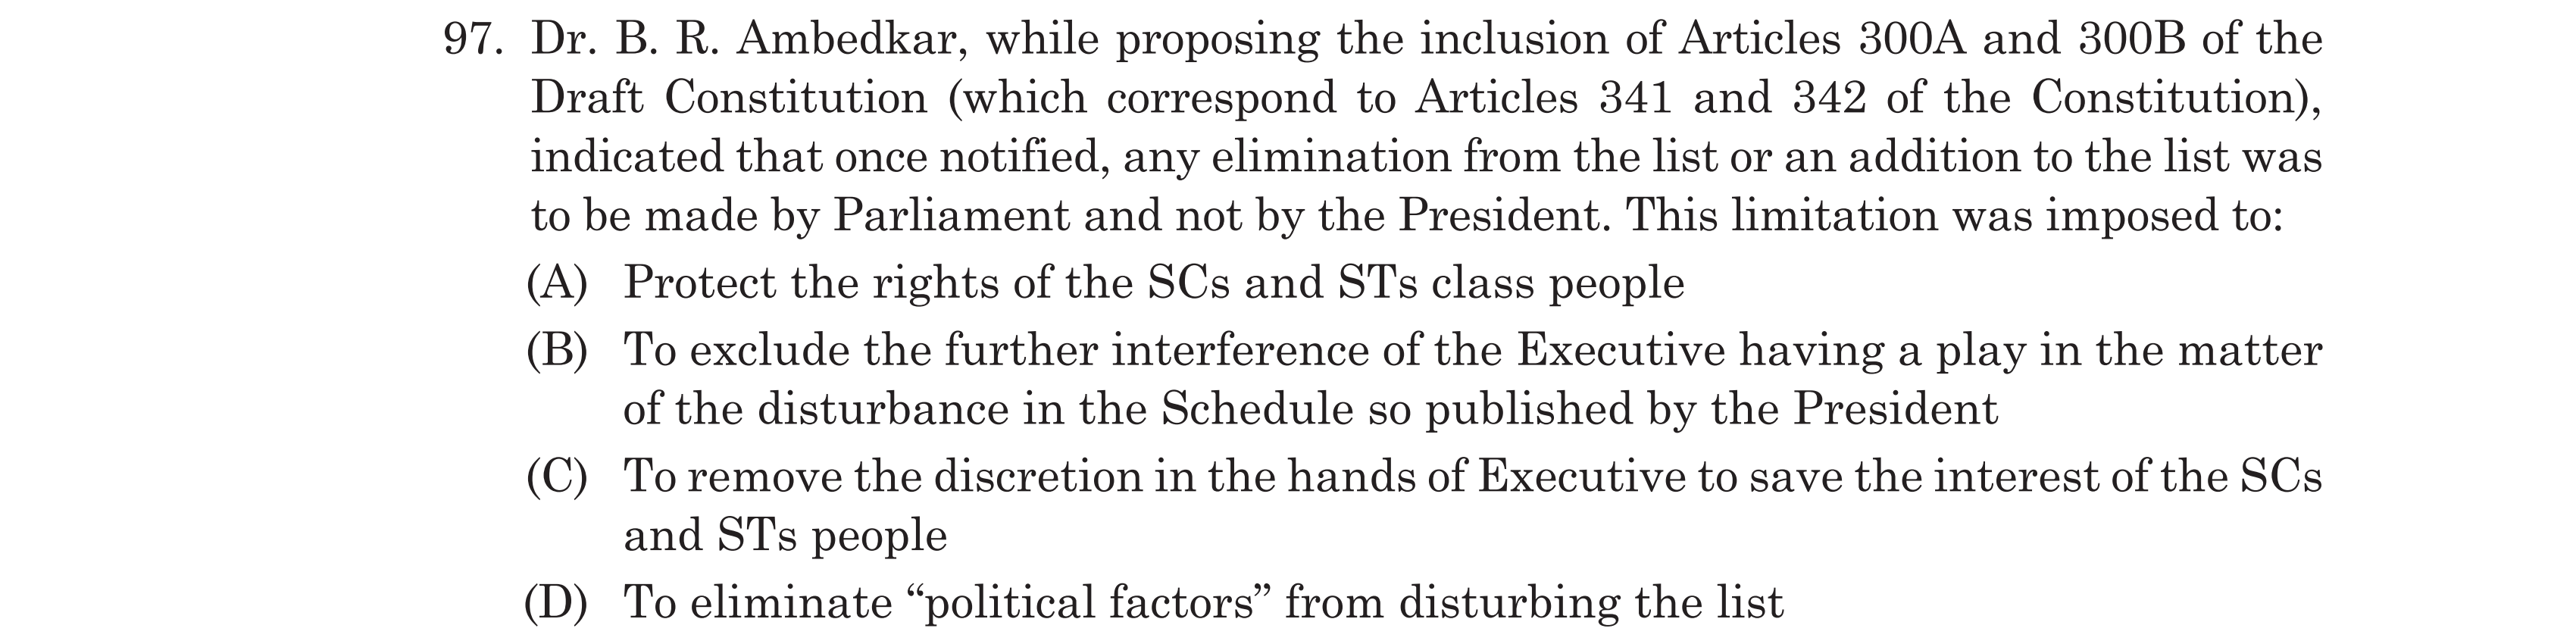 97. Dr. B. R. Ambedkar, while proposing the inclusion of Articles 300A and 300B of the
Draft Constitution (which correspond to Articles 341 and 342 of the Constitution),
indicated that once notified, any elimination from the list or an addition to the list was
to be made by Parliament and not by the President. This limitation was imposed to:
(A) Protect the rights of the SCs and STs class people
(B) To exclude the further interference of the Executive having a play in the matter
of the disturbance in the Schedule so published by the President
(C) To remove the discretion in the hands of Executive to save the interest of the SCs
and STs people
(D) To eliminate “political factors” from disturbing the list